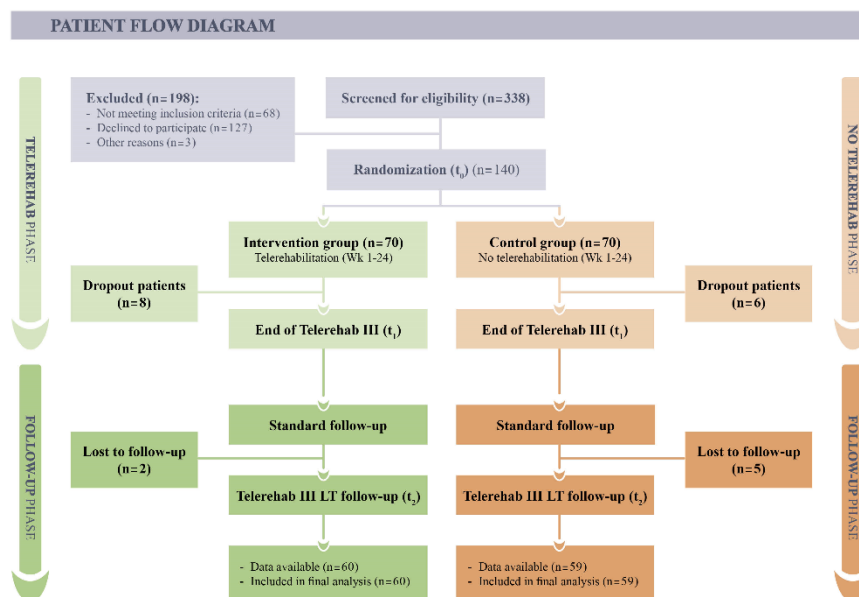 PATIENT FLOW DIAGRAM
TELEREHAB PHASE
NO TELEREHAB PHASE
Excluded (n=198):
- Not meeting inclusion criteria (n=68)
- Declined to participate (n=127)
- Other reasons (n=3)
Screened for eligibility (n=338)
Randomization (t₀) (n=140)
Intervention group (n=70)
Telerehabilitation (Wk 1-24)
Control group (n=70)
No telerehabilitation (Wk 1-24)
Dropout patients
(n=8)
Dropout patients
(n=6)
End of Telerehab III (t₁)
End of Telerehab III (t₁)
FOLLOW-UP PHASE
FOLLOW-UP PHASE
Standard follow-up
Standard follow-up
Lost to follow-up
(n=2)
Lost to follow-up
(n=5)
Telerehab III LT follow-up (t₂)
Telerehab III LT follow-up (t₂)
- Data available (n=60)
- Included in final analysis (n=60)
- Data available (n=59)
- Included in final analysis (n=59)